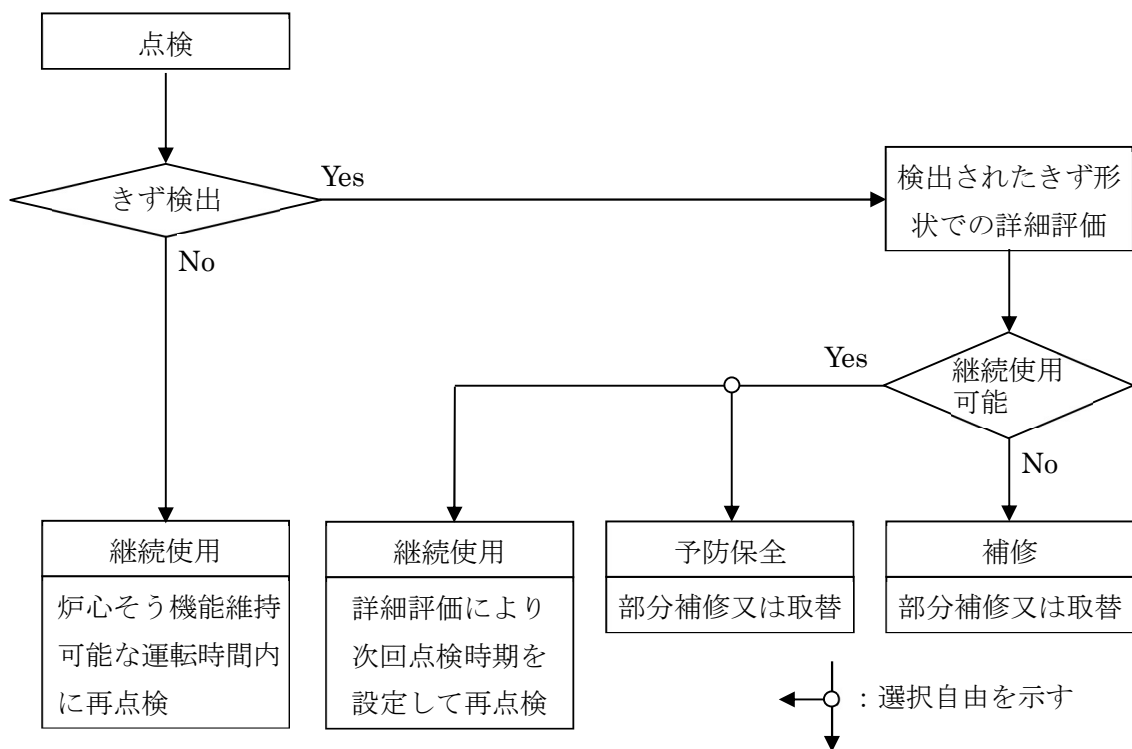 点検
きず検出
Yes
No
検出されたきず形
状での詳細評価
継続使用
可能
Yes
No
継続使用
炉心そう機能維持
可能な運転時間内
に再点検
継続使用
詳細評価により
次回点検時期を
設定して再点検
予防保全
部分補修又は取替
補修
部分補修又は取替
：選択自由を示す